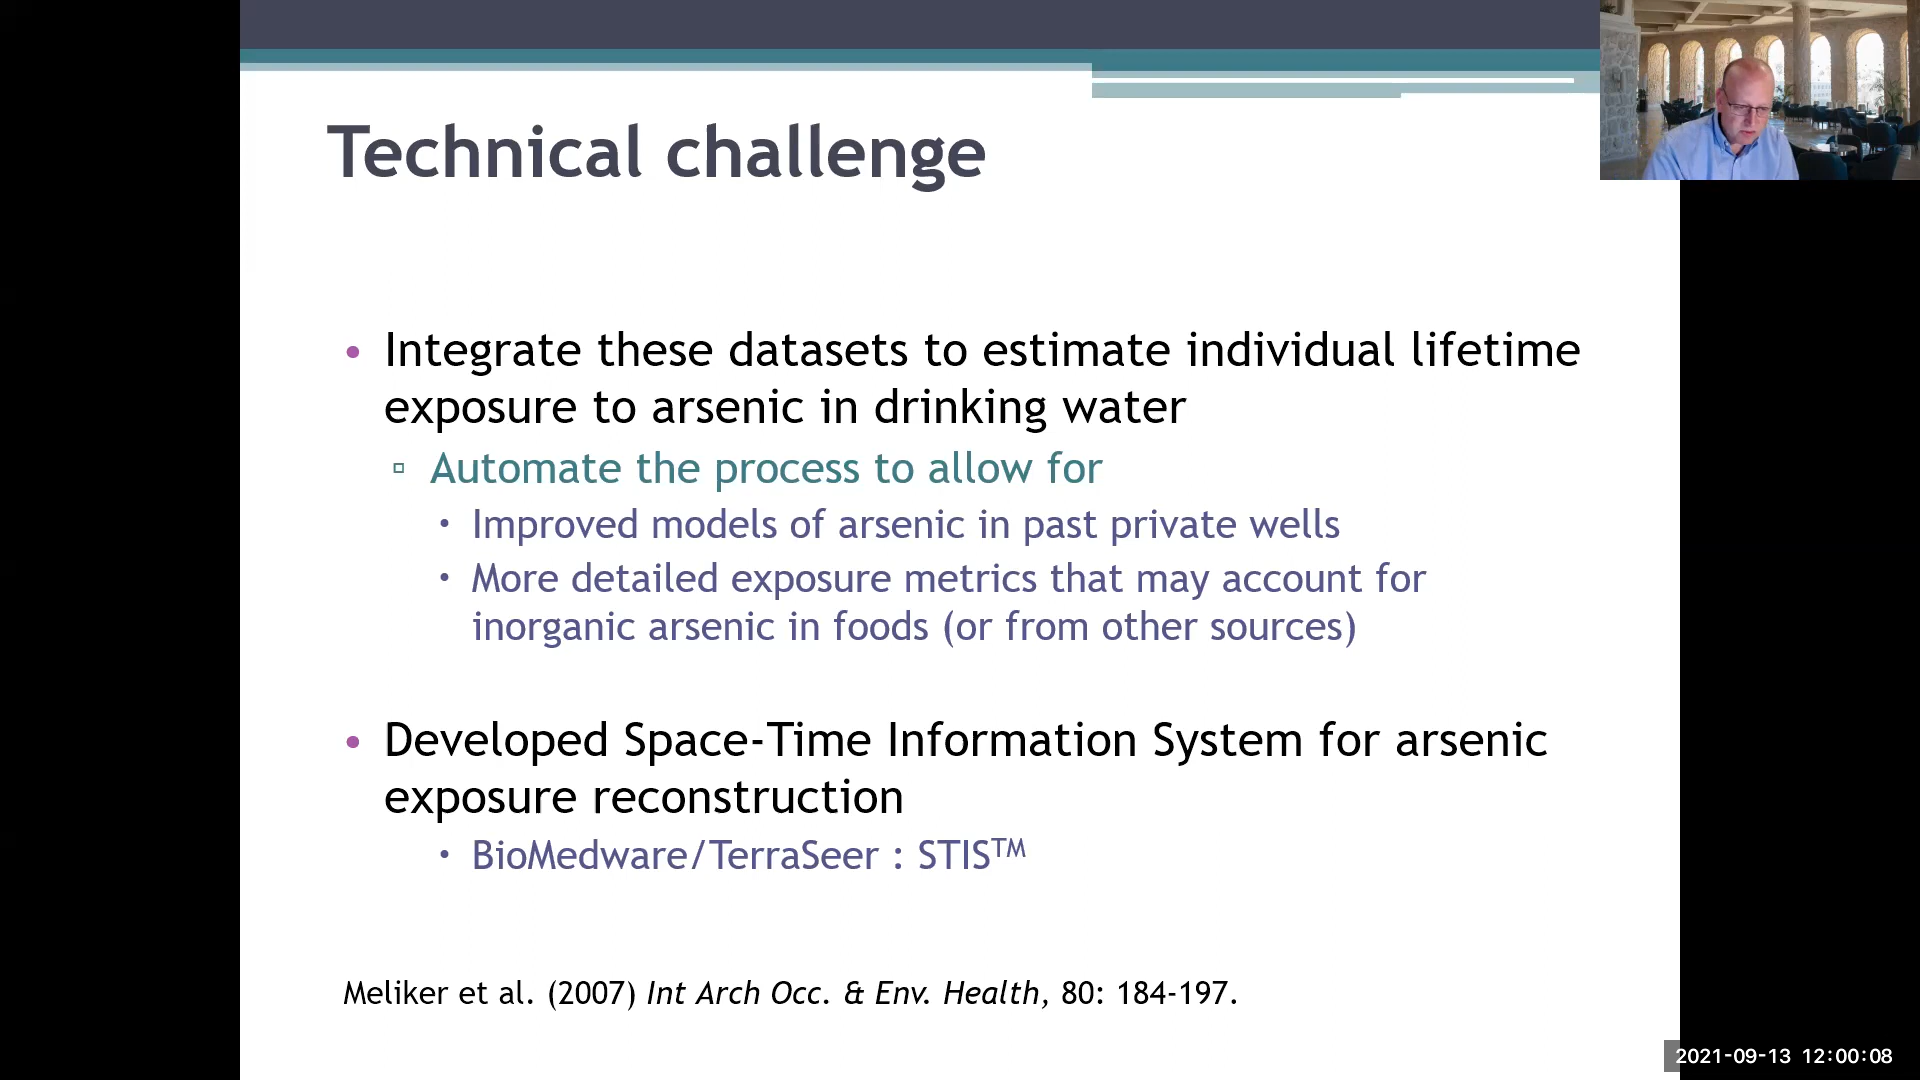 Technical challenge
• Integrate these datasets to estimate individual lifetime
exposure to arsenic in drinking water
▫ Automate the process to allow for
• Improved models of arsenic in past private wells
• More detailed exposure metrics that may account for
inorganic arsenic in foods (or from other sources)
• Developed Space-Time Information System for arsenic
exposure reconstruction
• BioMedware/TerraSeer : STIS™
Meliker et al. (2007) Int Arch Occ. & Env. Health, 80: 184-197.
2021-09-13 12:00:08